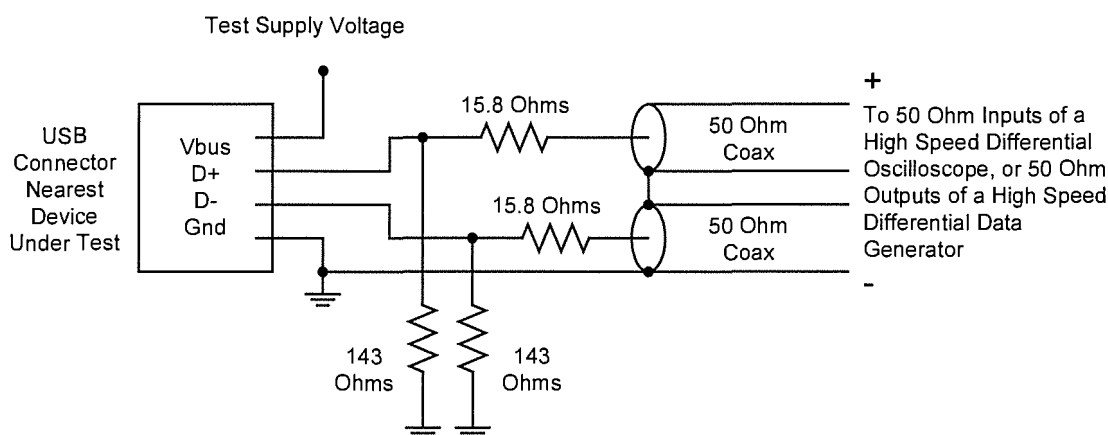 Test Supply Voltage
USB
Connector
Nearest
Device
Under Test
Vbus
D+
D-
Gnd
15.8 Ohms
15.8 Ohms
50 Ohm
Coax
50 Ohm
Coax
+
To 50 Ohm Inputs of a
High Speed Differential
Oscilloscope, or 50 Ohm
Outputs of a High Speed
Differential Data
Generator
-
143
Ohms
143
Ohms